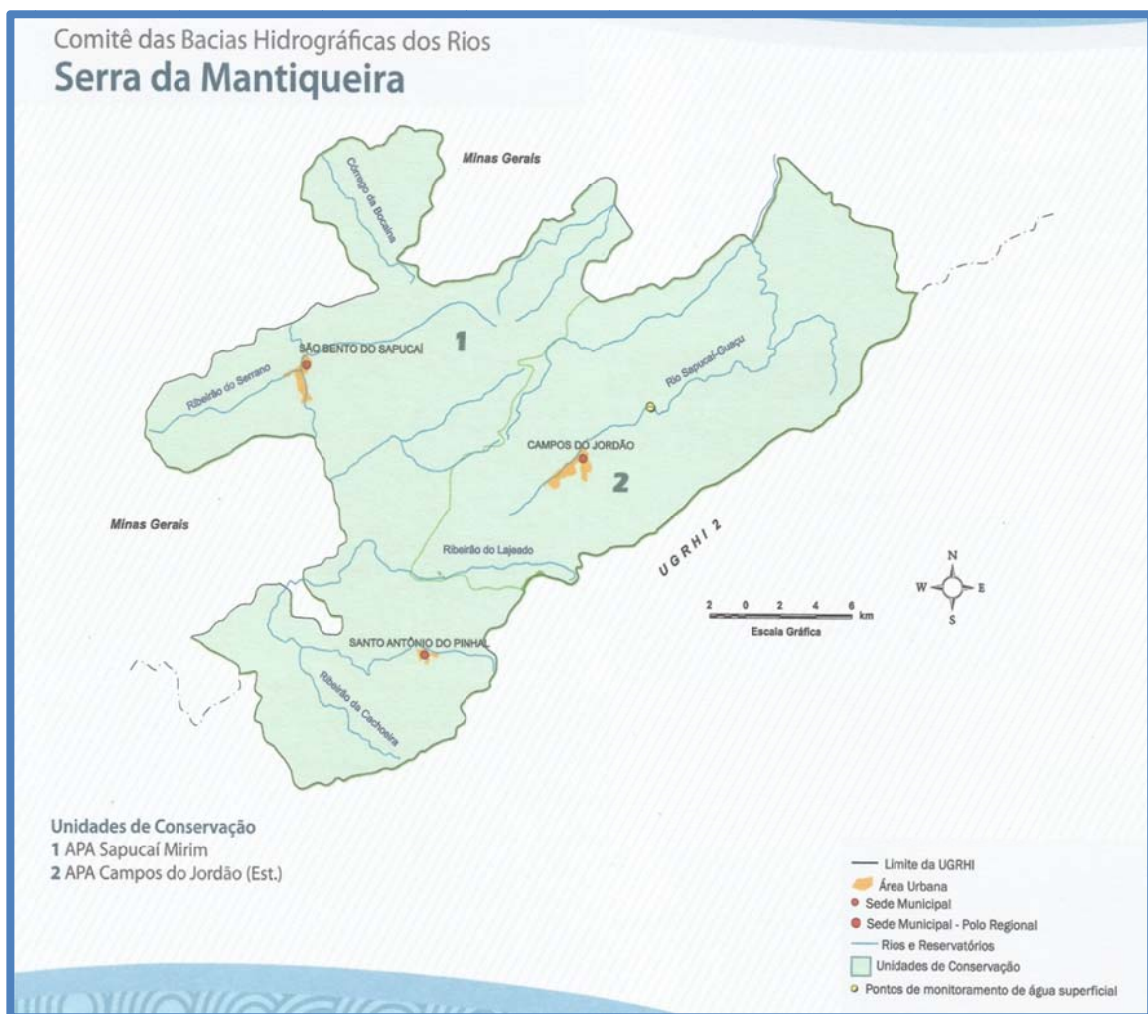 Comitê das Bacias Hidrográficas dos Rios
Serra da Mantiqueira
Minas Gerais
Córrego da Bocaina
1
SÃO BENTO DO SAPUCAÍ
Ribeirão do Serrano
Rio Sapucaí-Guaçu
CAMPOS DO JORDÃO
2
Minas Gerais
Ribeirão do Lajeado
UGRHI 2
N
W E
S
2 0 2 4 6 km
Escala Gráfica
SANTO ANTÔNIO DO PINHAL
Ribeirão da Cachoeira
Unidades de Conservação
1 APA Sapucaí Mirim
2 APA Campos do Jordão (Est.)
Limite da UGRHI
Área Urbana
Sede Municipal
Sede Municipal - Polo Regional
Rios e Reservatórios
Unidades de Conservação
Pontos de monitoramento de água superficial